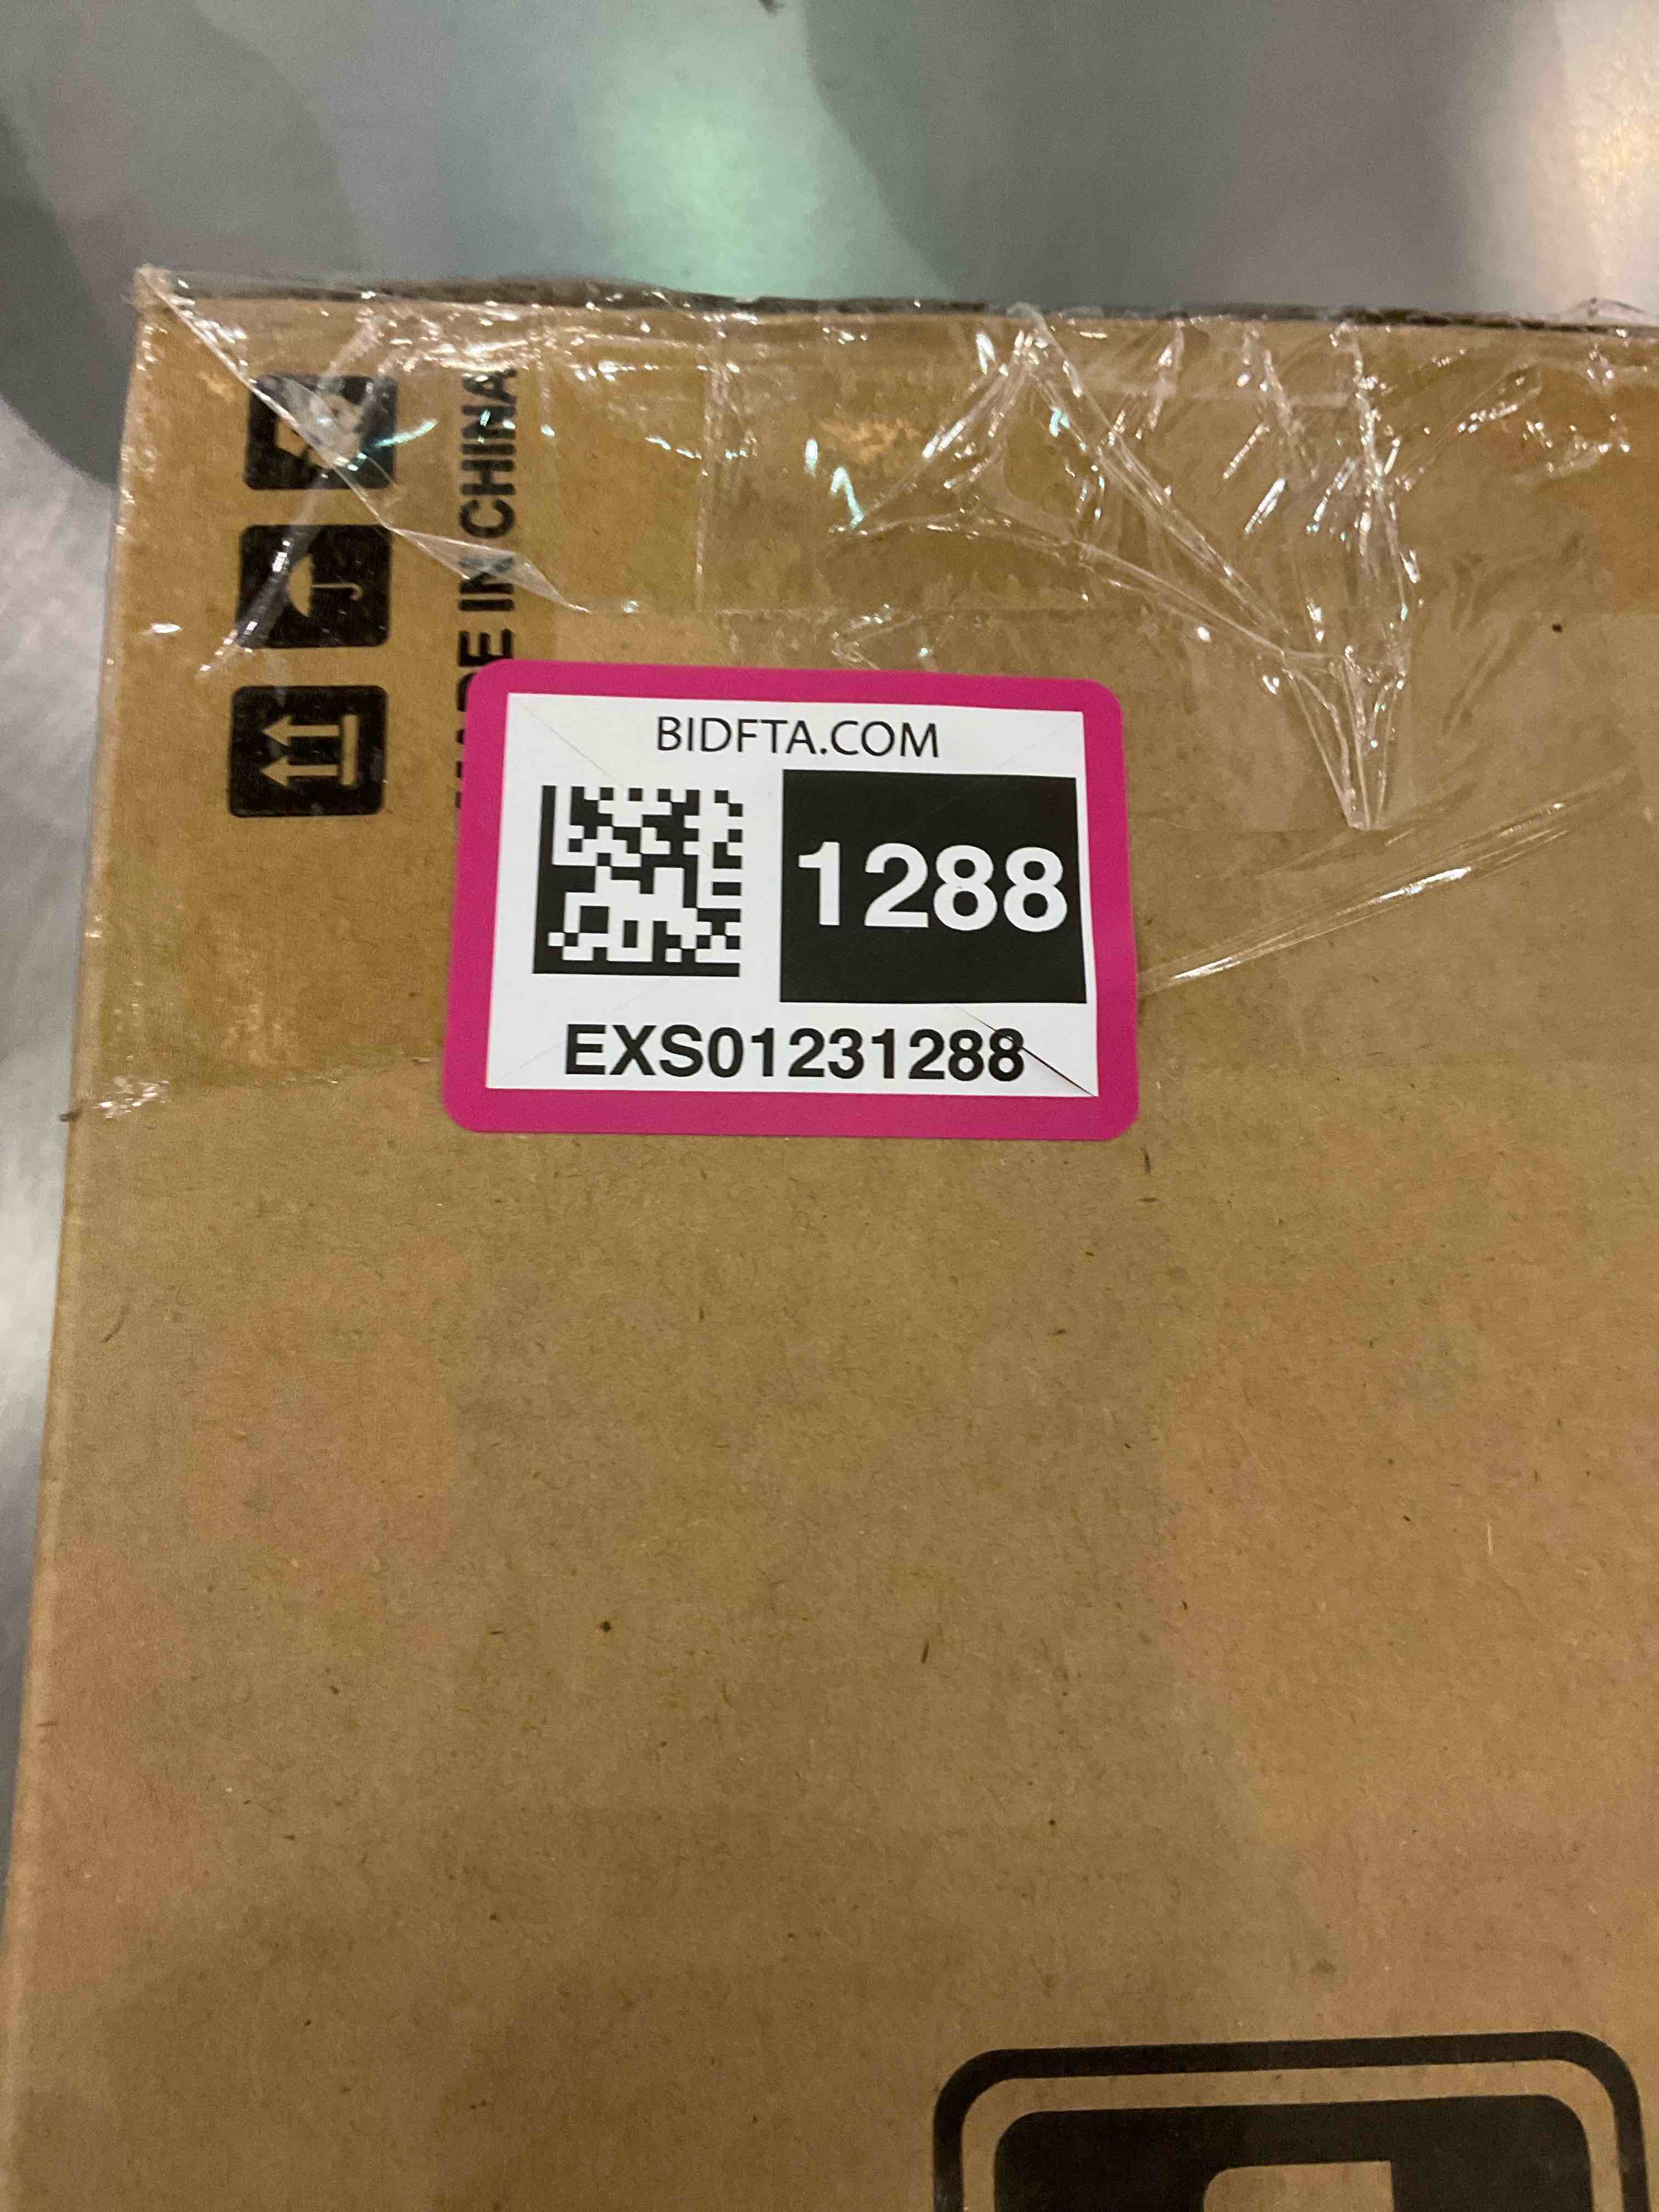 MADE IN CHINA
BIDFTA.COM
1288
EXS01231288